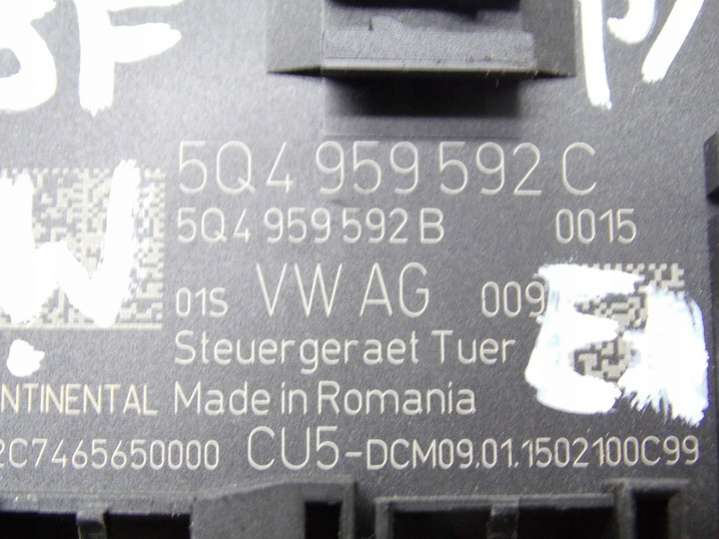 5Q4 959 592 C
5Q4 959 592 B 0015
01S VW AG 009
Steuergeraet Tuer
CONTINENTAL Made in Romania
2C7465650000 CU5-DCM09.01.1502100C99